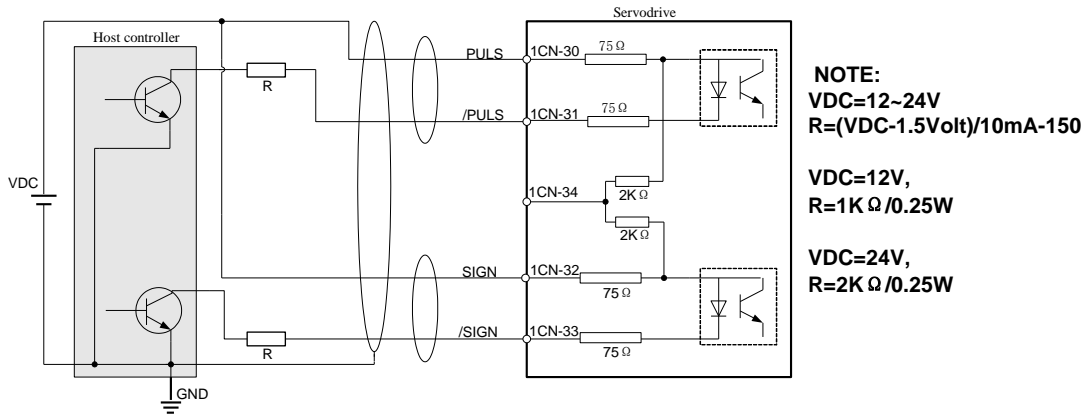 Servodrive
Host controller
PULS
1CN-30
75Ω
R
/PULS
1CN-31
75Ω
NOTE:
VDC=12~24V
R=(VDC-1.5Volt)/10mA-150
VDC
1CN-34
2KΩ
2KΩ
VDC=12V,
R=1KΩ/0.25W
SIGN
1CN-32
75Ω
VDC=24V,
R=2KΩ/0.25W
R
/SIGN
1CN-33
75Ω
GND